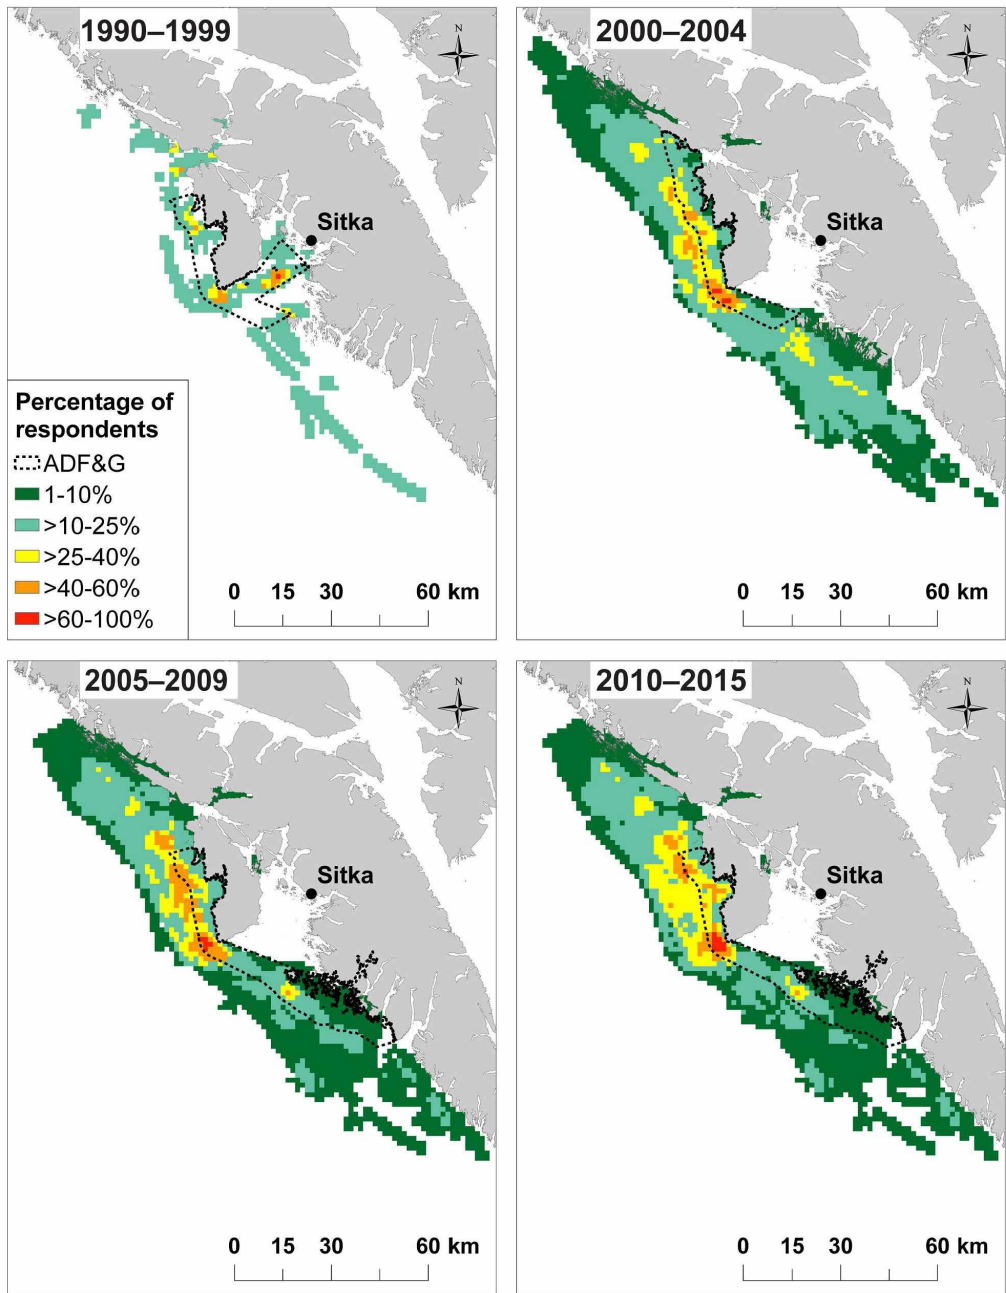 1990–1999
N
Sitka
Percentage of
respondents
ADF&G
1-10%
>10-25%
>25-40%
>40-60%
>60-100%
0 15 30 60 km
2000–2004
N
Sitka
0 15 30 60 km
2005–2009
N
Sitka
0 15 30 60 km
2010–2015
N
Sitka
0 15 30 60 km